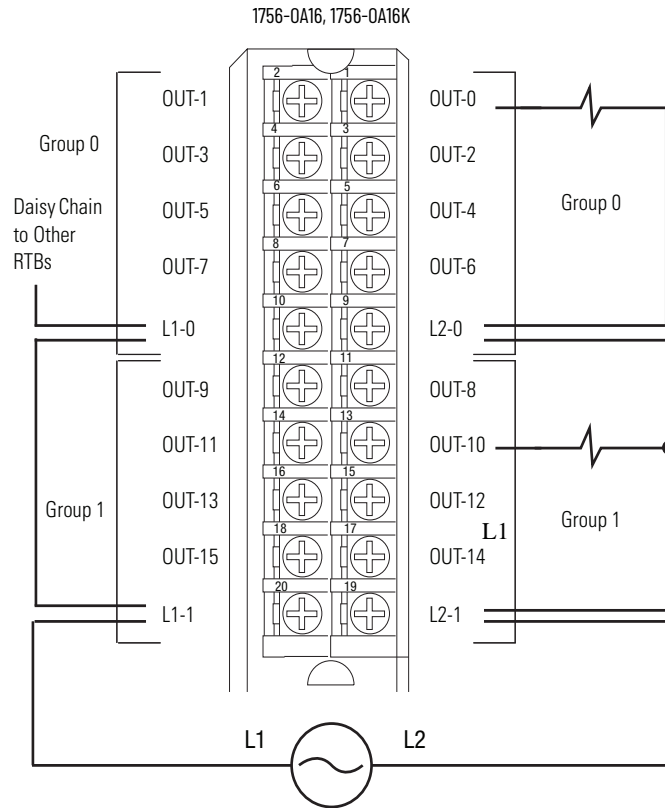 1756-OA16, 1756-OA16K
2 1
OUT-1 OUT-0
4 3
Group 0
OUT-3 OUT-2
6 5
Daisy Chain
to Other
RTBs
OUT-5 OUT-4
Group 0
8 7
OUT-7 OUT-6
10 9
L1-0 L2-0
12 11
OUT-9 OUT-8
14 13
OUT-11 OUT-10
16 15
Group 1
OUT-13 OUT-12
Group 1
L1
18 17
OUT-15 OUT-14
20 19
L1-1 L2-1
L1 L2